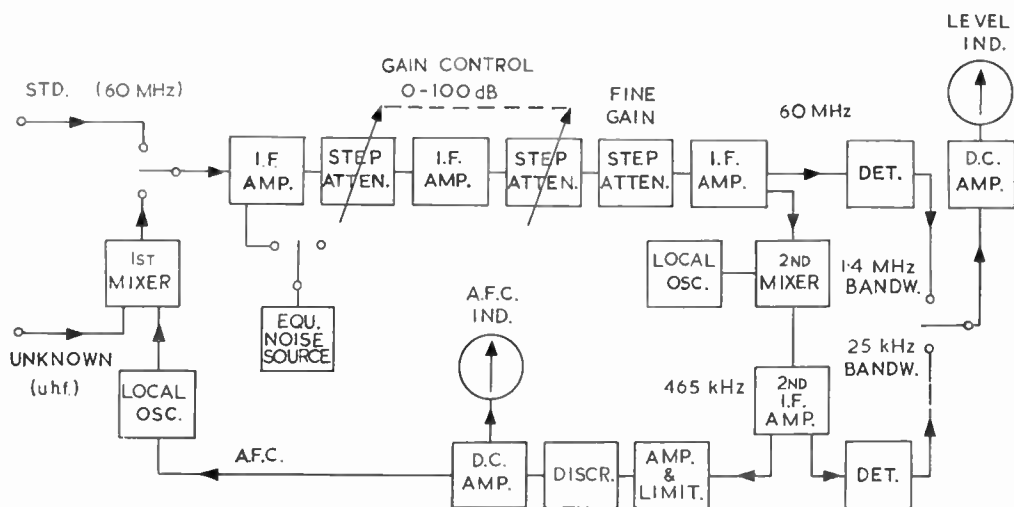 LEVEL
IND.
GAIN CONTROL
0-100 dB
STD. (60 MHz)
FINE
GAIN
60 MHz
I.F.
AMP.
STEP
ATTEN.
I.F.
AMP.
STEP
ATTEN.
STEP
ATTEN.
I.F.
AMP.
DET.
D.C.
AMP.
1ST
MIXER
LOCAL
OSC.
2ND
MIXER
1·4 MHz
BANDW.
A.F.C.
IND.
EQU.
NOISE
SOURCE
UNKNOWN
(uhf.)
25 kHz
BANDW.
LOCAL
OSC.
465 kHz
2ND
I.F.
AMP.
A.F.C.
D.C.
AMP.
DISCR.
AMP.
&
LIMIT.
DET.